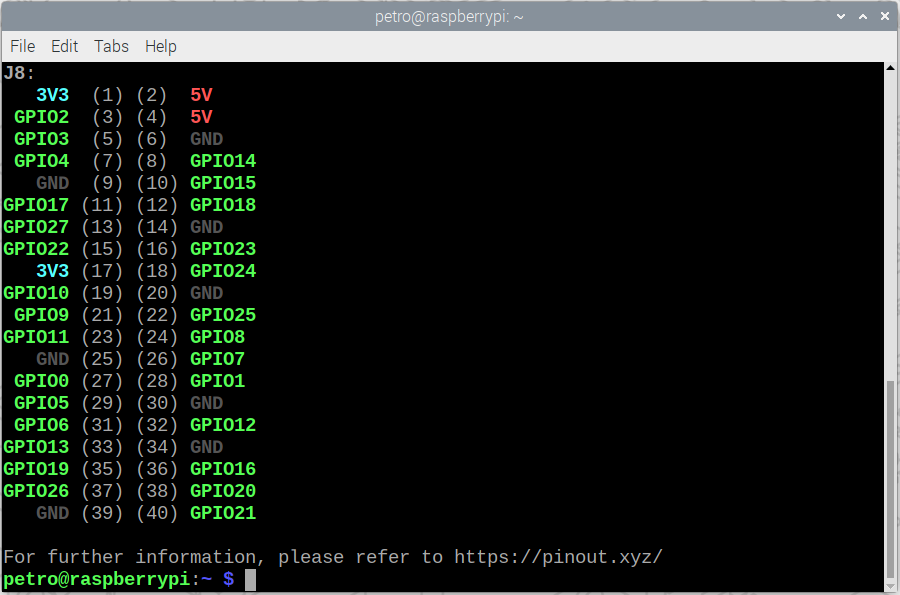 petro@raspberrypi: ~
File Edit Tabs Help
J8:
   3V3  (1) (2)  5V
 GPIO2  (3) (4)  5V
 GPIO3  (5) (6)  GND
 GPIO4  (7) (8)  GPIO14
   GND  (9) (10) GPIO15
GPIO17 (11) (12) GPIO18
GPIO27 (13) (14) GND
GPIO22 (15) (16) GPIO23
   3V3 (17) (18) GPIO24
GPIO10 (19) (20) GND
 GPIO9 (21) (22) GPIO25
GPIO11 (23) (24) GPIO8
   GND (25) (26) GPIO7
 GPIO0 (27) (28) GPIO1
 GPIO5 (29) (30) GND
 GPIO6 (31) (32) GPIO12
GPIO13 (33) (34) GND
GPIO19 (35) (36) GPIO16
GPIO26 (37) (38) GPIO20
   GND (39) (40) GPIO21
For further information, please refer to https://pinout.xyz/
petro@raspberrypi:~ $